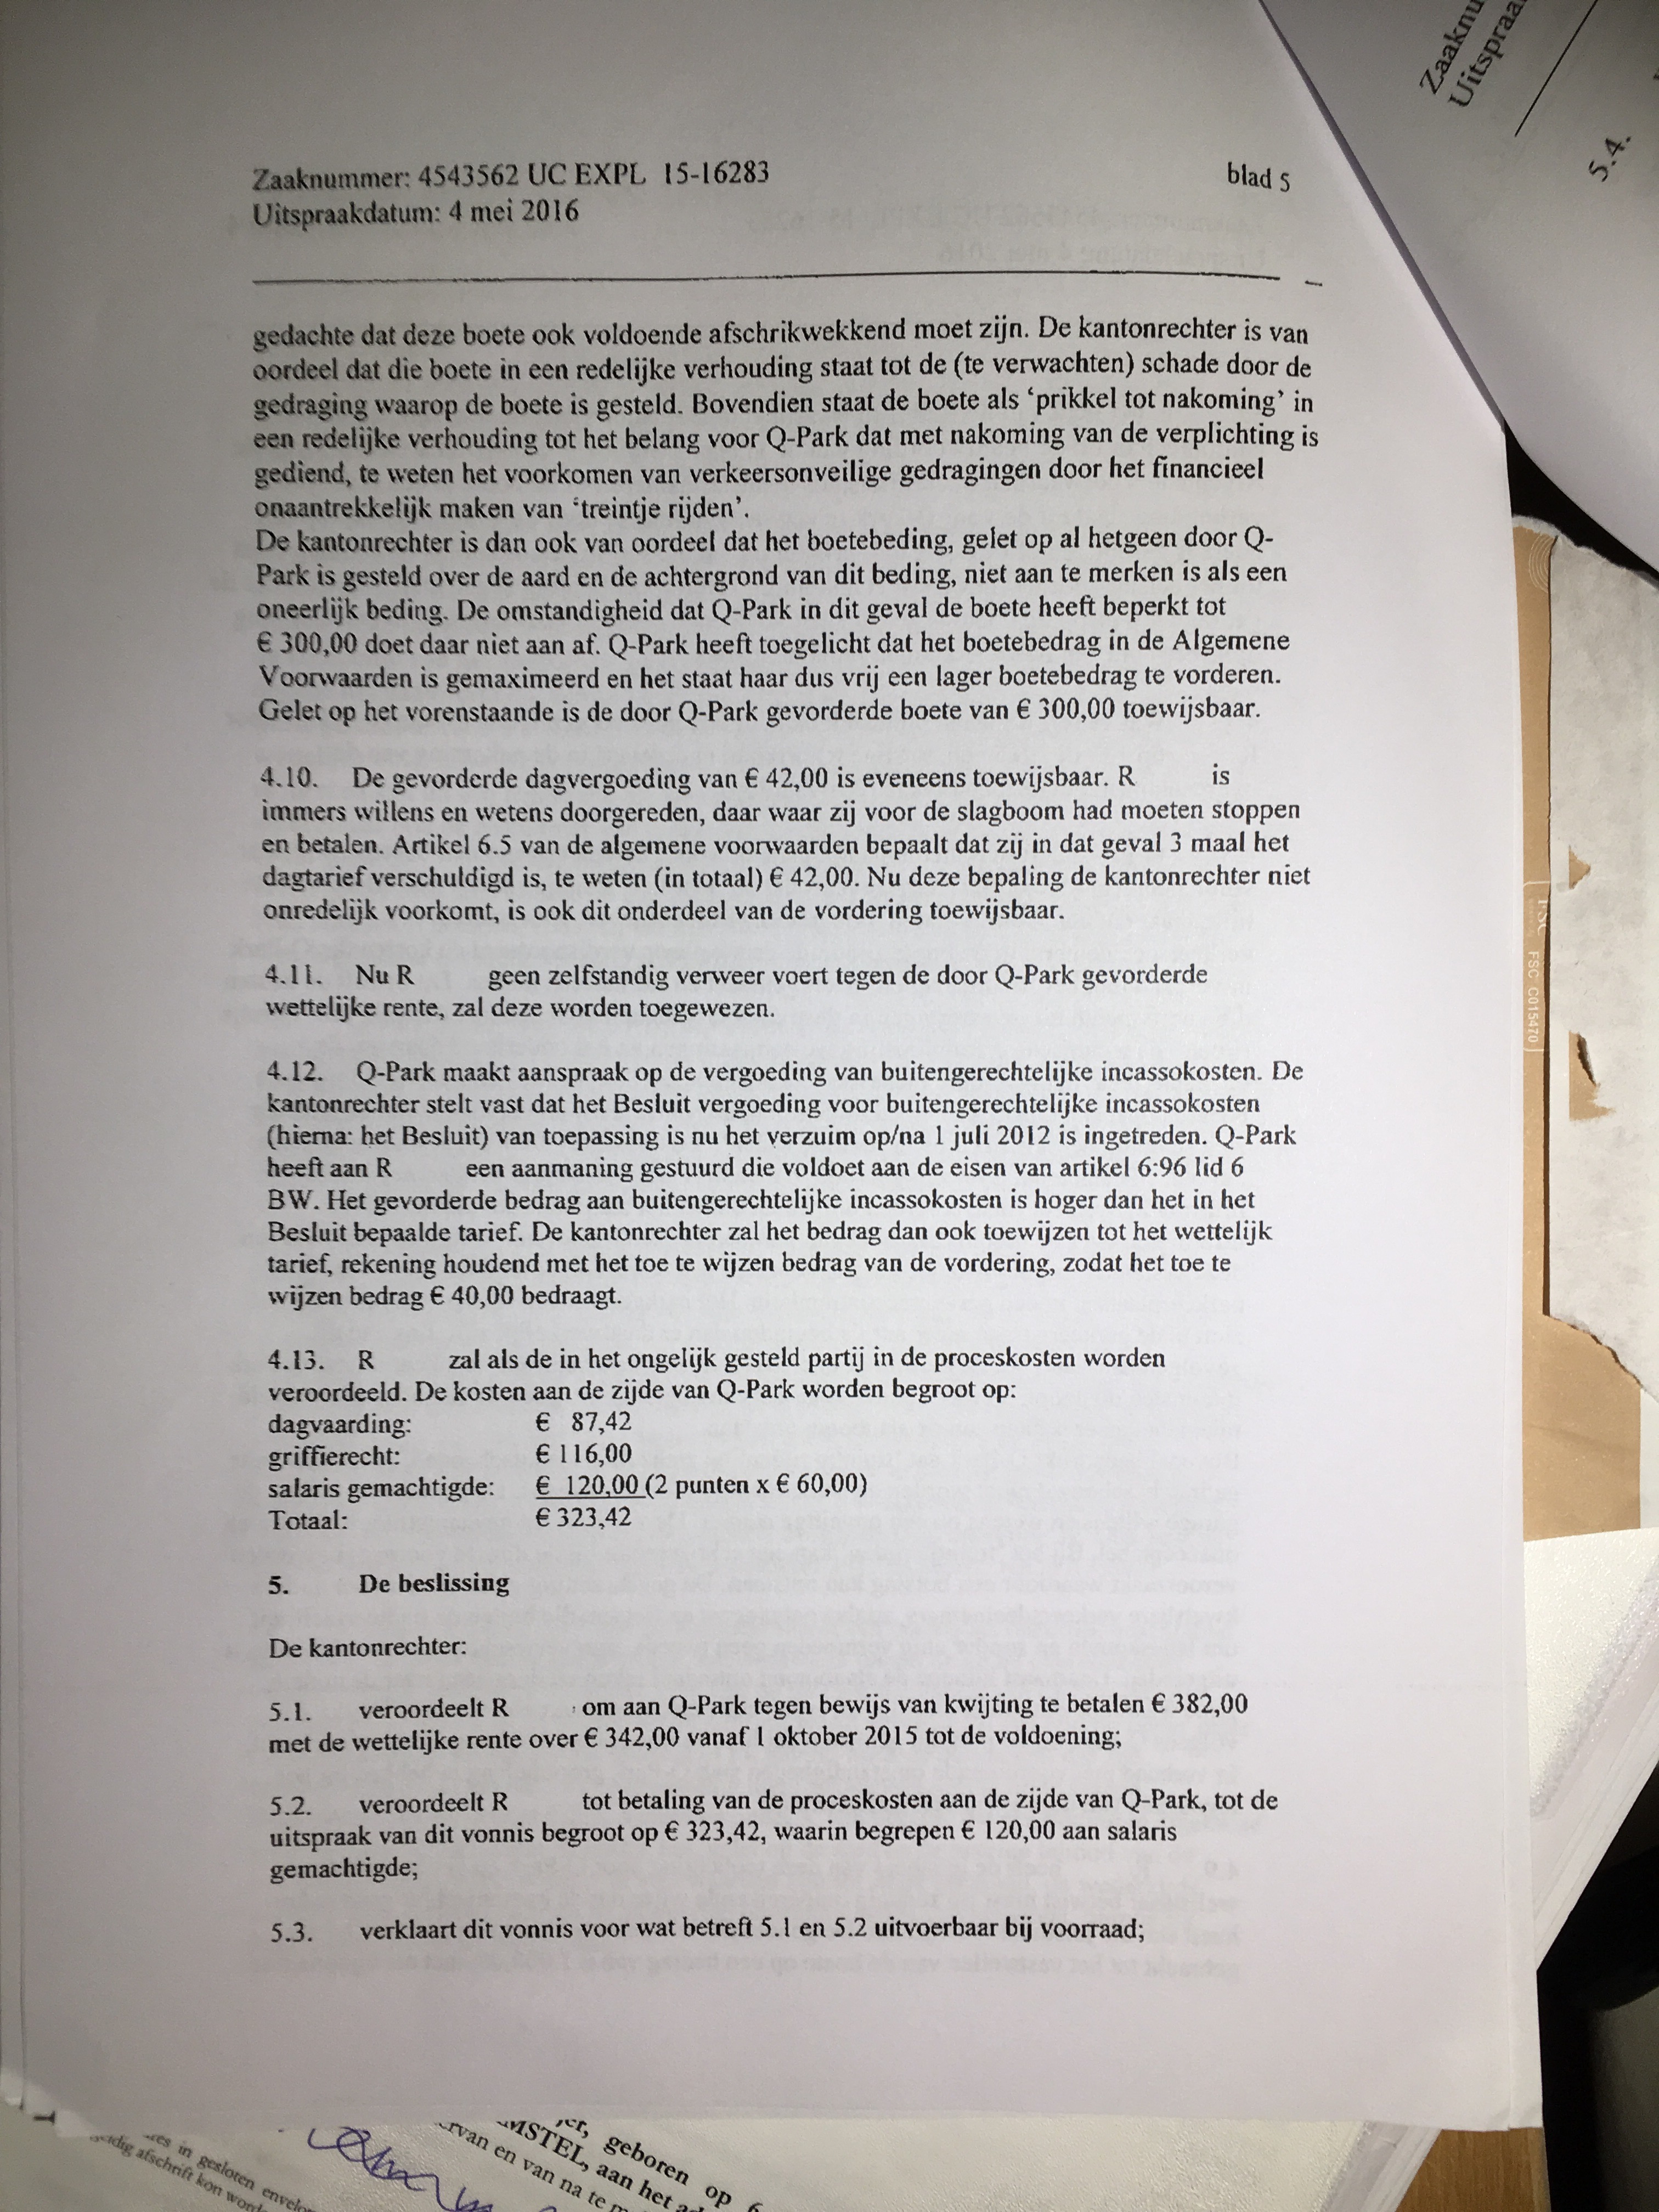 Zaaknummer: 4543562 UC EXPL 15-16283
blad 5
Uitspraakdatum: 4 mei 2016
gedachte dat deze boete ook voldoende afschrikwekkend moet zijn. De kantonrechter is van
oordeel dat die boete in een redelijke verhouding staat tot de (te verwachten) schade door de
gedraging waarop de boete is gesteld. Bovendien staat de boete als ‘prikkel tot nakoming’ in
een redelijke verhouding tot het belang voor Q-Park dat met nakoming van de verplichting is
gediend, te weten het voorkomen van verkeersonveilige gedragingen door het financieel
onaantrekkelijk maken van ‘treintje rijden’.
De kantonrechter is dan ook van oordeel dat het boetebeding, gelet op al hetgeen door Q-
Park is gesteld over de aard en de achtergrond van dit beding, niet aan te merken is als een
oneerlijk beding. De omstandigheid dat Q-Park in dit geval de boete heeft beperkt tot
€ 300,00 doet daar niet aan af. Q-Park heeft toegelicht dat het boetebedrag in de Algemene
Voorwaarden is gemaximeerd en het staat haar dus vrij een lager boetebedrag te vorderen.
Gelet op het vorenstaande is de door Q-Park gevorderde boete van € 300,00 toewijsbaar.
4.10. De gevorderde dagvergoeding van € 42,00 is eveneens toewijsbaar. R is
immers willens en wetens doorgereden, daar waar zij voor de slagboom had moeten stoppen
en betalen. Artikel 6.5 van de algemene voorwaarden bepaalt dat zij in dat geval 3 maal het
dagtarief verschuldigd is, te weten (in totaal) € 42,00. Nu deze bepaling de kantonrechter niet
onredelijk voorkomt, is ook dit onderdeel van de vordering toewijsbaar.
4.11. Nu R geen zelfstandig verweer voert tegen de door Q-Park gevorderde
wettelijke rente, zal deze worden toegewezen.
4.12. Q-Park maakt aanspraak op de vergoeding van buitengerechtelijke incassokosten. De
kantonrechter stelt vast dat het Besluit vergoeding voor buitengerechtelijke incassokosten
(hierna: het Besluit) van toepassing is nu het verzuim op/na 1 juli 2012 is ingetreden. Q-Park
heeft aan R een aanmaning gestuurd die voldoet aan de eisen van artikel 6:96 lid 6
BW. Het gevorderde bedrag aan buitengerechtelijke incassokosten is hoger dan het in het
Besluit bepaalde tarief. De kantonrechter zal het bedrag dan ook toewijzen tot het wettelijk
tarief, rekening houdend met het toe te wijzen bedrag van de vordering, zodat het toe te
wijzen bedrag € 40,00 bedraagt.
4.13. R zal als de in het ongelijk gesteld partij in de proceskosten worden
veroordeeld. De kosten aan de zijde van Q-Park worden begroot op:
dagvaarding: € 87,42
griffierecht: € 116,00
salaris gemachtigde: € 120,00 (2 punten x € 60,00)
Totaal: € 323,42
5. De beslissing
De kantonrechter:
5.1. veroordeelt R om aan Q-Park tegen bewijs van kwijting te betalen € 382,00
met de wettelijke rente over € 342,00 vanaf 1 oktober 2015 tot de voldoening;
5.2. veroordeelt R tot betaling van de proceskosten aan de zijde van Q-Park, tot de
uitspraak van dit vonnis begroot op € 323,42, waarin begrepen € 120,00 aan salaris
gemachtigde;
5.3. verklaart dit vonnis voor wat betreft 5.1 en 5.2 uitvoerbaar bij voorraad;
5.4.
FSC C015470
geboren op
aan het
ervan en van na te
in gesloten
afschrift kon